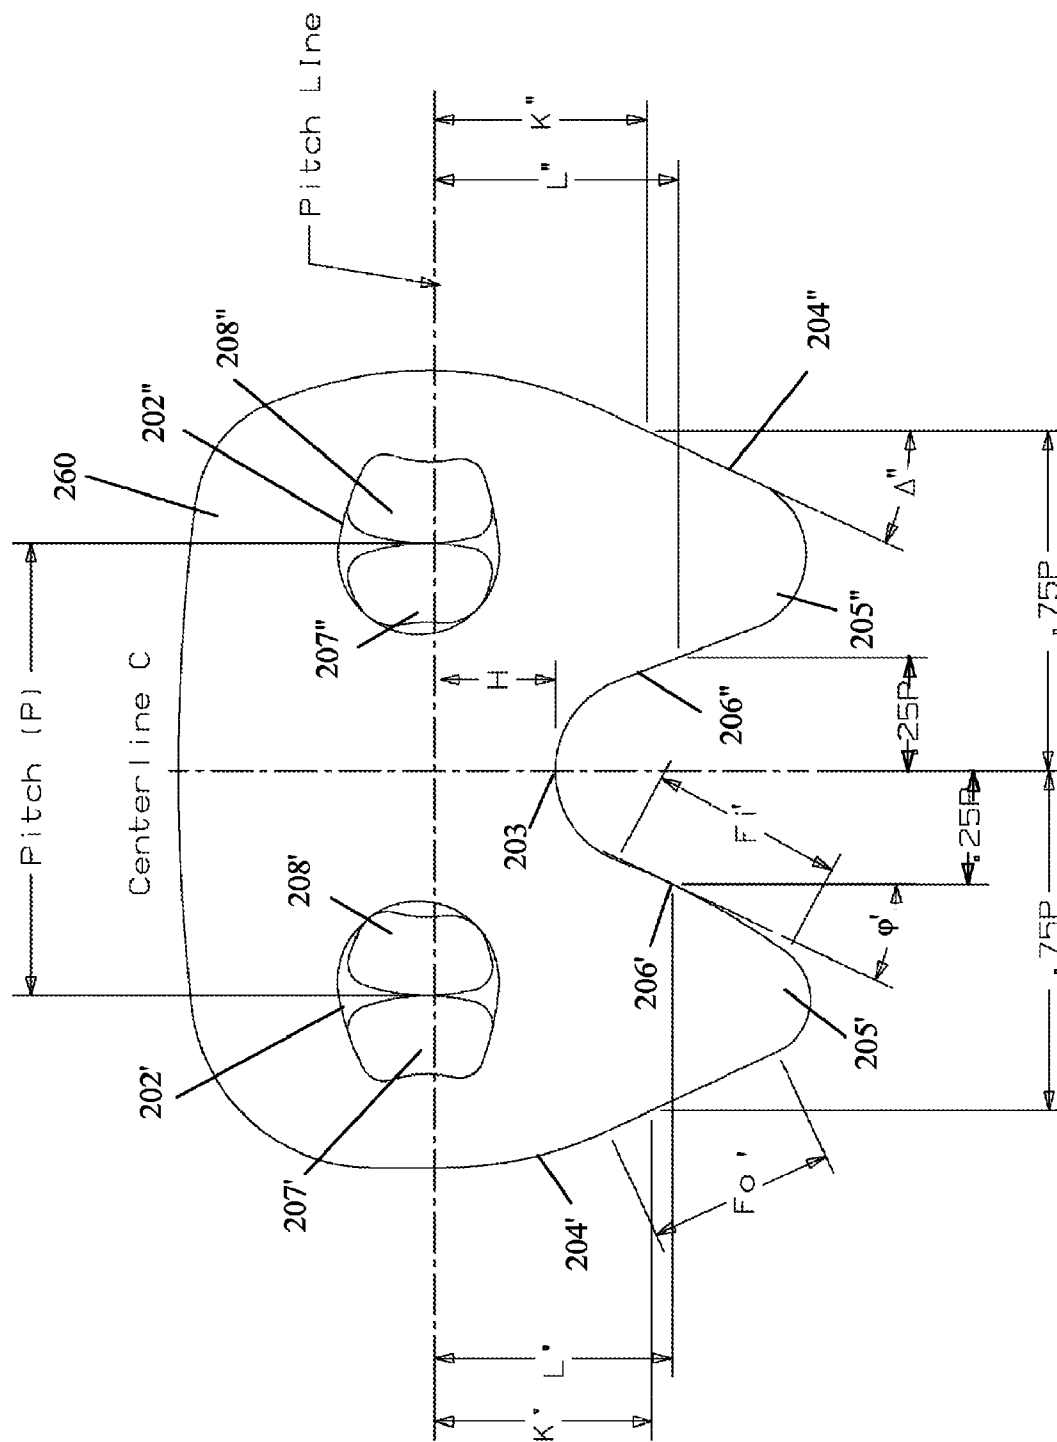 Pitch Line
Pitch (P)
Centerline C
260
202"
208"
207"
K"
L"
204"
Δ"
205"
206"
H
203
208'
202'
207'
204'
206'
205'
Fi'
φ'
Fo'
K'
L'
.25P
.25P
.75P
.75P